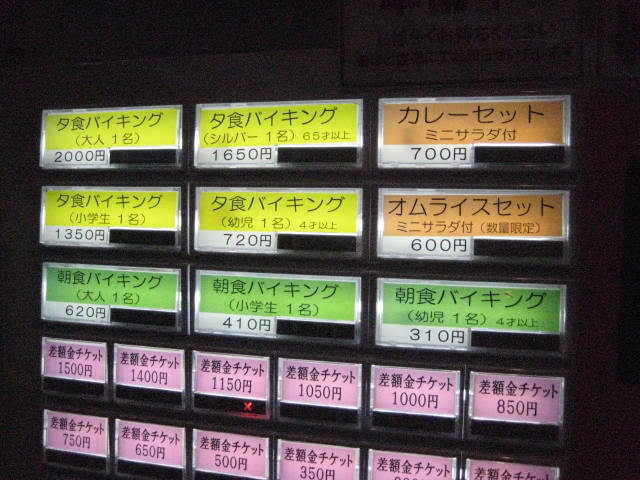 夕食バイキング
(大人 1名)
2000円
夕食バイキング
(シルバー 1名) 65才以上
1650円
カレーセット
ミニサラダ付
700円
夕食バイキング
(小学生 1名)
1350円
夕食バイキング
(幼児 1名) 4才以上
720円
オムライスセット
ミニサラダ付 (数量限定)
600円
朝食バイキング
(大人 1名)
620円
朝食バイキング
(小学生 1名)
410円
朝食バイキング
(幼児 1名) 4才以上
310円
差額金チケット
1500円
差額金チケット
1400円
差額金チケット
1150円
差額金チケット
1050円
差額金チケット
1000円
差額金チケット
850円
差額金チケット
750円
差額金チケット
650円
差額金チケット
500円
差額金チケット
350円
差額金チケット
差額金チケット